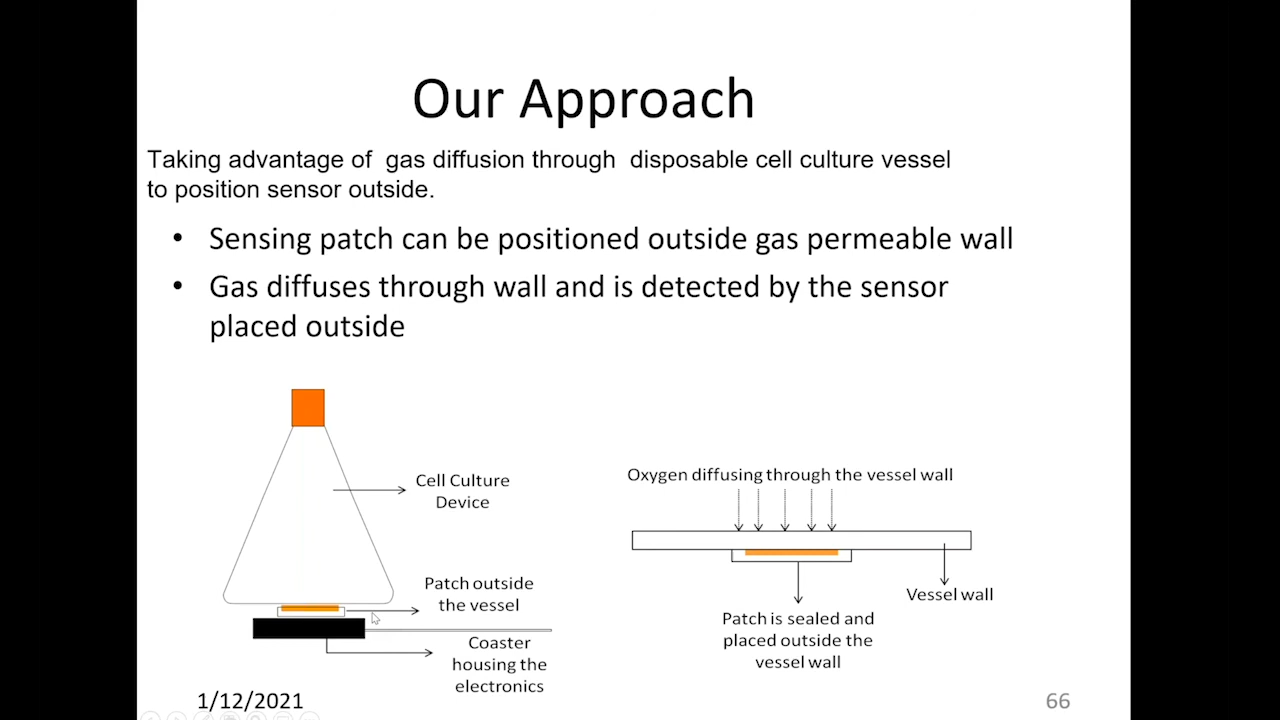 Our Approach
Taking advantage of  gas diffusion through  disposable cell culture vessel
to position sensor outside.
• Sensing patch can be positioned outside gas permeable wall
• Gas diffuses through wall and is detected by the sensor
placed outside
Cell Culture
Device
Patch outside
the vessel
Coaster
housing the
electronics
Oxygen diffusing through the vessel wall
Vessel wall
Patch is sealed and
placed outside the
vessel wall
1/12/2021
66